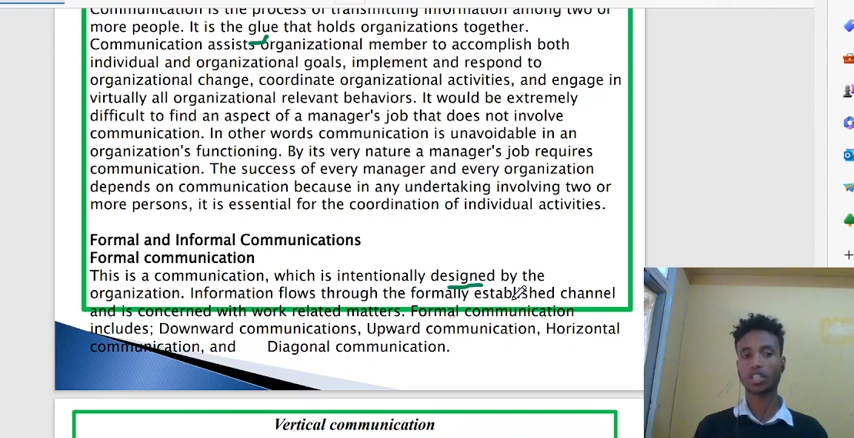 Communication is the process of transmitting information among two or
more people. It is the glue that holds organizations together.
Communication assists organizational member to accomplish both
individual and organizational goals, implement and respond to
organizational change, coordinate organizational activities, and engage in
virtually all organizational relevant behaviors. It would be extremely
difficult to find an aspect of a manager's job that does not involve
communication. In other words communication is unavoidable in an
organization's functioning. By its very nature a manager's job requires
communication. The success of every manager and every organization
depends on communication because in any undertaking involving two or
more persons, it is essential for the coordination of individual activities.
Formal and Informal Communications
Formal communication
This is a communication, which is intentionally designed by the
organization. Information flows through the formally established channel
and is concerned with work related matters. Formal communication
includes; Downward communications, Upward communication, Horizontal
communication, and Diagonal communication.
Vertical communication